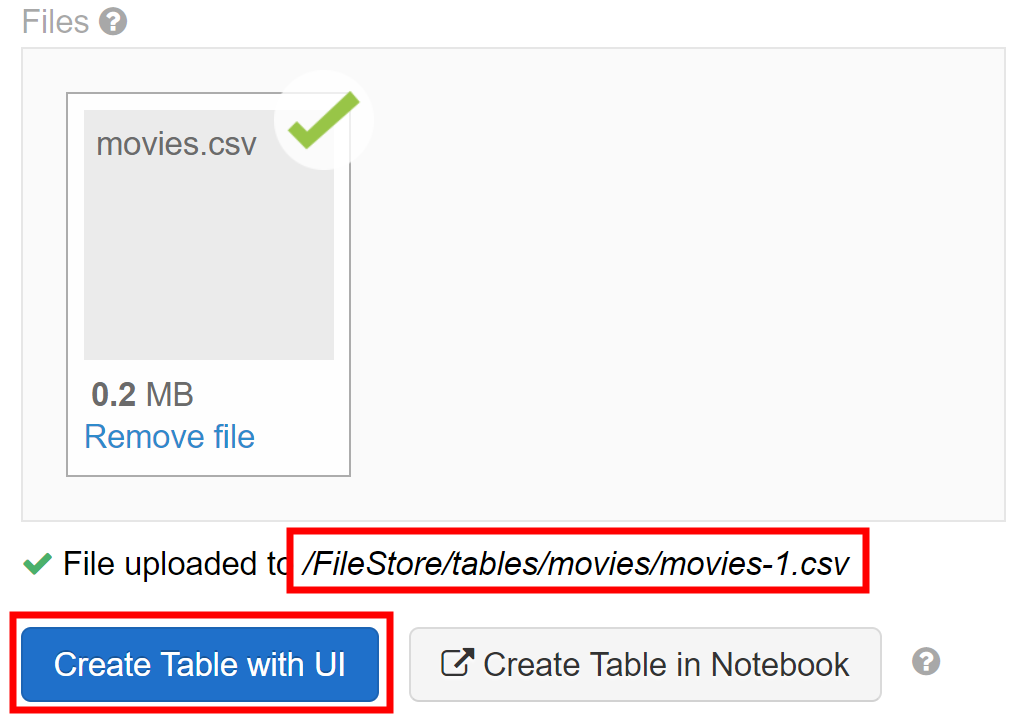 Files ?
movies.csv
0.2 MB
Remove file
File uploaded to /FileStore/tables/movies/movies-1.csv
Create Table with UI
Create Table in Notebook ?